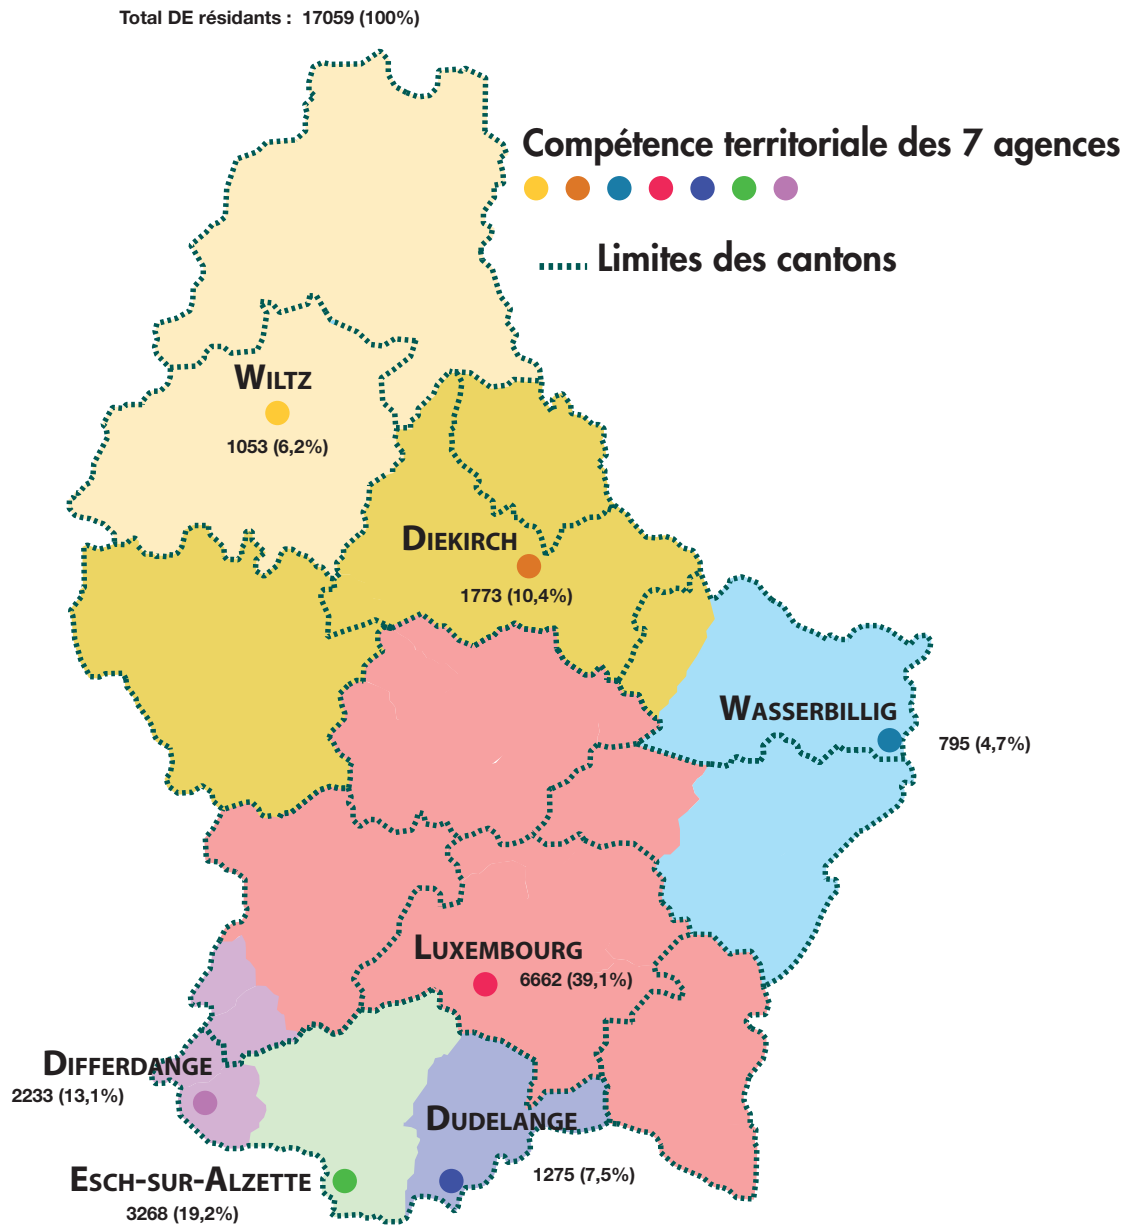 Total DE résidants : 17059 (100%)
Compétence territoriale des 7 agences
Limites des cantons
WILTZ
1053 (6,2%)
DIEKIRCH
1773 (10,4%)
WASSERBILLIG
795 (4,7%)
LUXEMBOURG
6662 (39,1%)
DIFFERDANGE
2233 (13,1%)
DUDELANGE
1275 (7,5%)
ESCH-SUR-ALZETTE
3268 (19,2%)